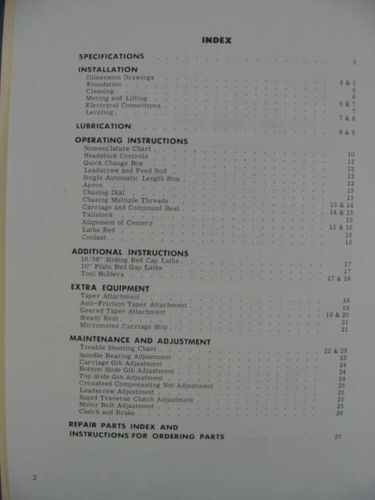 INDEX
SPECIFICATIONS 3
INSTALLATION
Dimension Drawings 4 & 5
Foundation 6
Cleaning 6
Moving and Lifting 6 & 7
Electrical Connections 7
Leveling 7 & 8
LUBRICATION 8 & 9
OPERATING INSTRUCTIONS
Nomenclature Chart 10
Headstock Controls 11
Quick Change Box 11
Leadscrew and Feed Rod 12
Single Automatic Length Stop 12
Apron 13
Chasing Dial 13
Chasing Multiple Threads 13 & 14
Carriage and Compound Rest 14 & 15
Tailstock 15
Alignment of Centers 15 & 16
Lathe Bed 16
Coolant 16
ADDITIONAL INSTRUCTIONS
Sliding Bed Gap Lathe 17
Plain Bed Gap Lathe 17
Tool Holders 17 & 18
EXTRA EQUIPMENT
Taper Attachment 19
Anti-Friction Taper Attachment 19
Geared Taper Attachment & 20
Steady Rest 21
Micrometer Carriage Stop 21
MAINTENANCE AND ADJUSTMENT
Trouble Shooting Chart 22 & 23
Spindle Bearing Adjustment 23
Carriage Gib Adjustment 24
Bottom Slide Gib Adjustment 24
Top Slide Gib Adjustment 24
Crossfeed Compensating Nut Adjustment 24
Leadscrew Adjustment 25
Rapid Traverse Clutch Adjustment 25
Motor Belt Adjustment 25
Clutch and Brake 26
REPAIR PARTS INDEX AND
INSTRUCTIONS FOR ORDERING PARTS 27
2